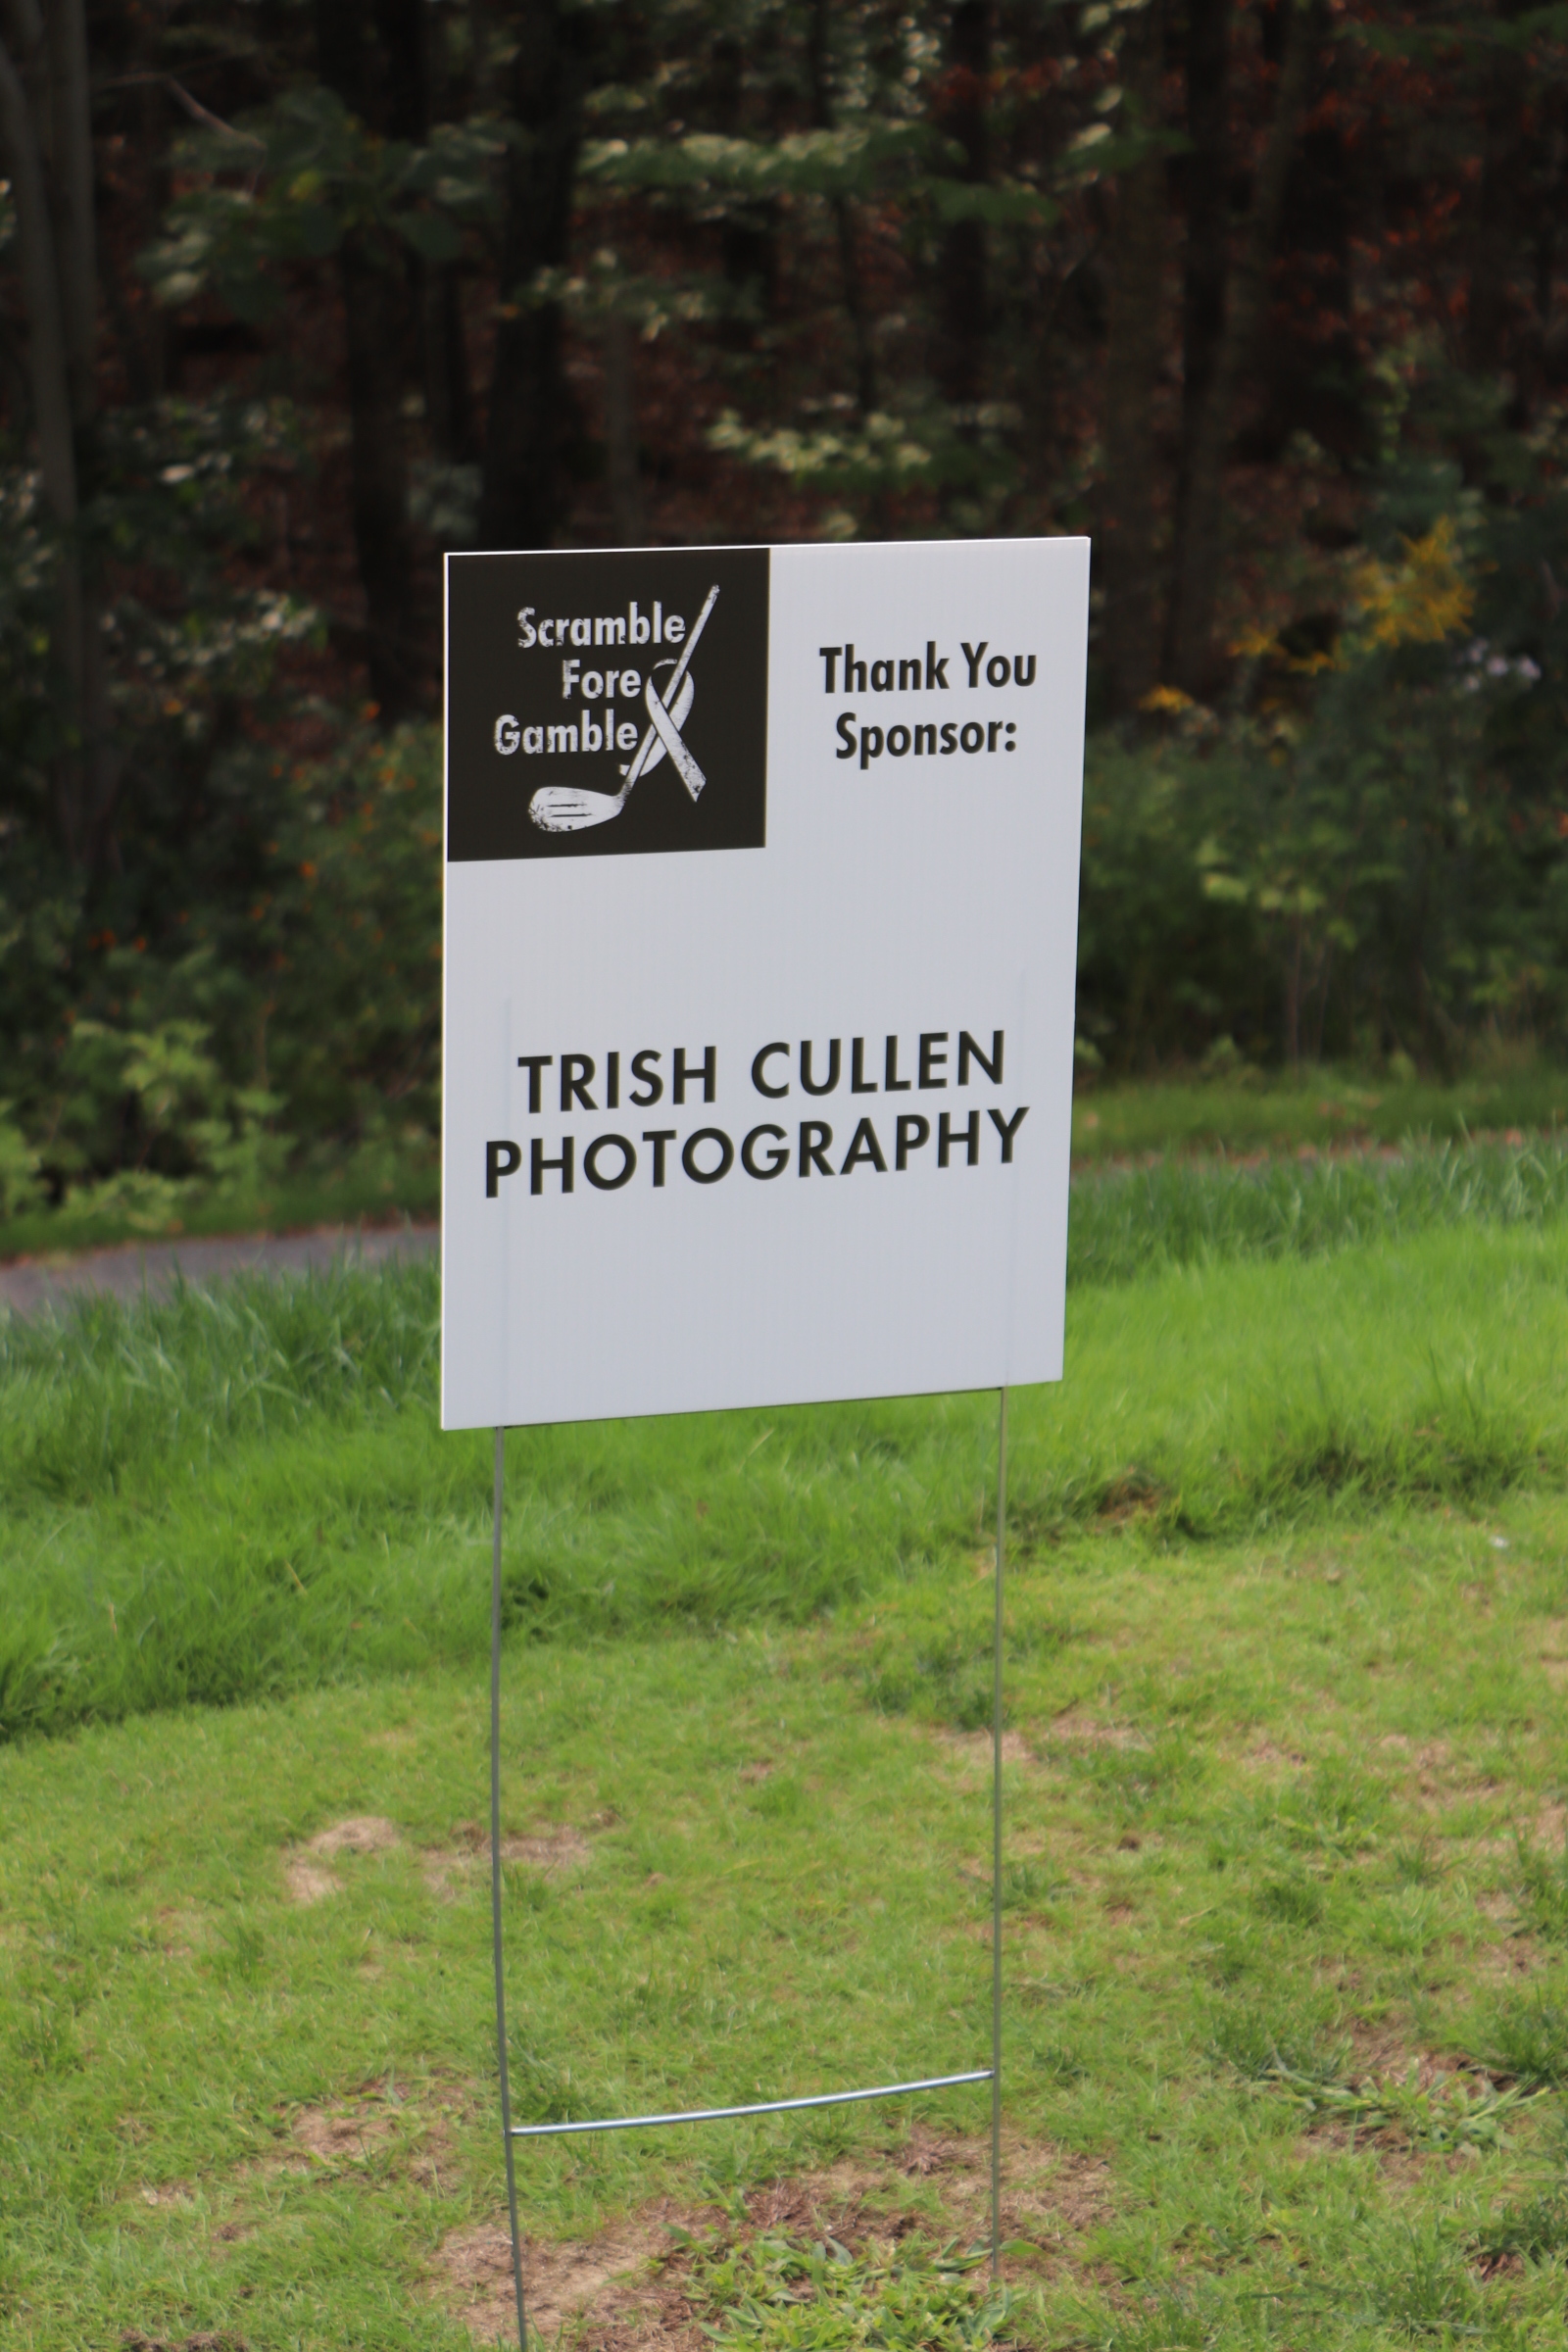 Scramble
Fore
Gamble
Thank You
Sponsor:
TRISH CULLEN
PHOTOGRAPHY